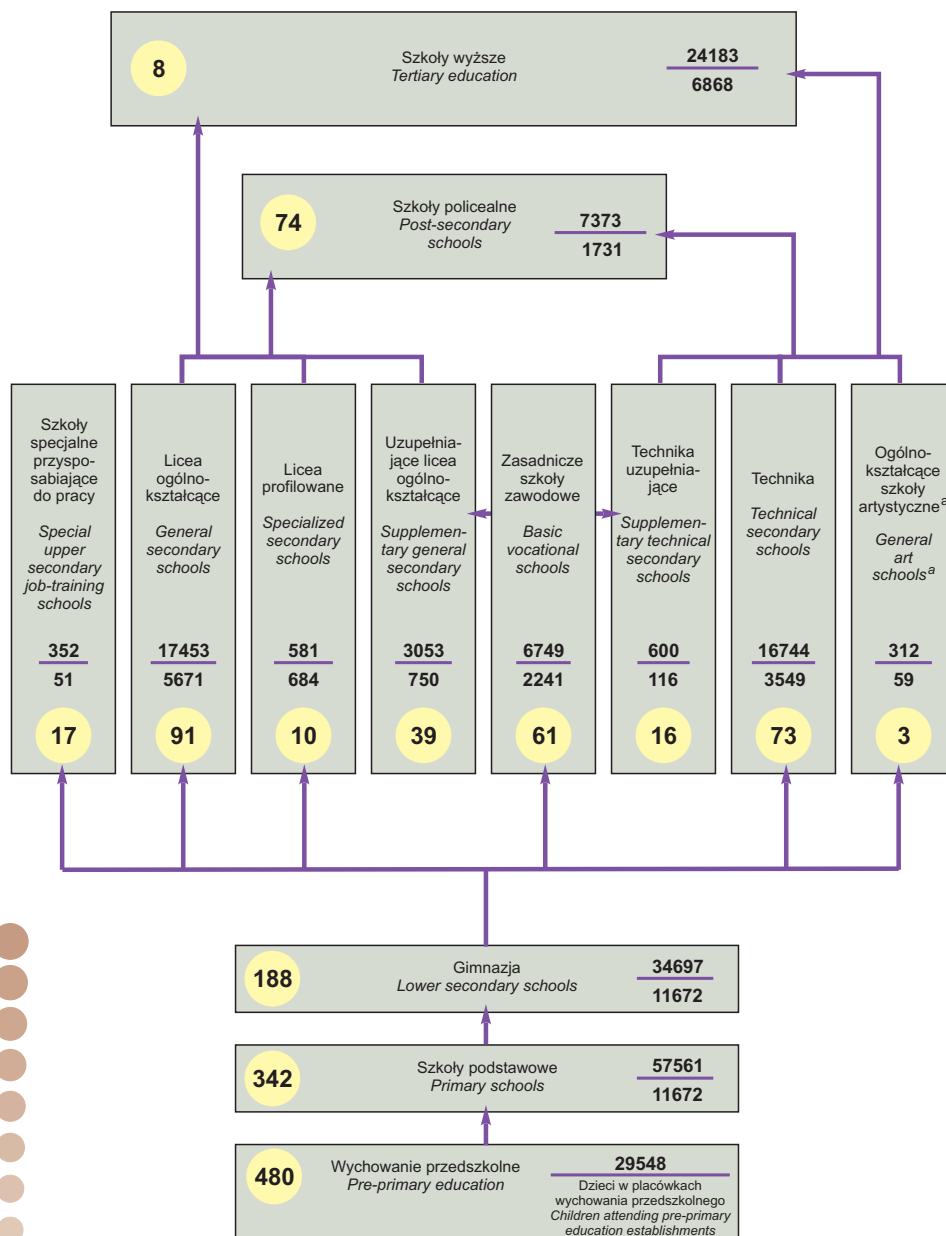 8
Szkoły wyższe
Tertiary education
24183
6868
74
Szkoły policealne
Post-secondary
schools
7373
1731
Szkoły
specjalne
przyspo-
sabiające
do pracy
Special
upper
secondary
job-training
schools
352
51
17
Licea
ogólno-
kształcące
General
secondary
schools
17453
5671
91
Licea
profilowane
Specialized
secondary
schools
581
684
10
Uzupełnia-
jące licea
ogólno-
kształcące
Supplemen-
tary general
secondary
schools
3053
750
39
Zasadnicze
szkoły
zawodowe
Basic
vocational
schools
6749
2241
61
Technika
uzupełnia-
jące
Supplemen-
tary technical
secondary
schools
600
116
16
Technika
Technical
secondary
schools
16744
3549
73
Ogólno-
kształcące
szkoły
artystyczne a
General
art
schools a
312
59
3
188
Gimnazja
Lower secondary schools
34697
11672
342
Szkoły podstawowe
Primary schools
57561
11672
480
Wychowanie przedszkolne
Pre-primary education
29548
Dzieci w placówkach
wychowania przedszkolnego
Children attending pre-primary
education establishments